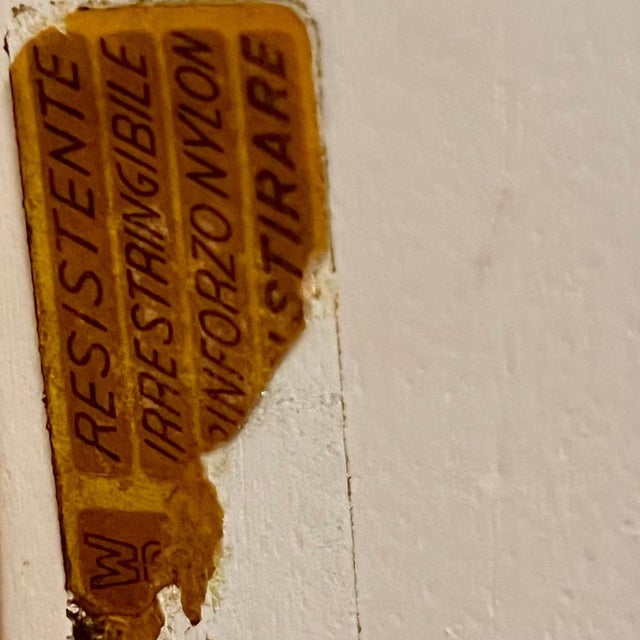 RESISTENTE
IRRESTRINGIBILE
RINFORZO NYLON
STIRARE